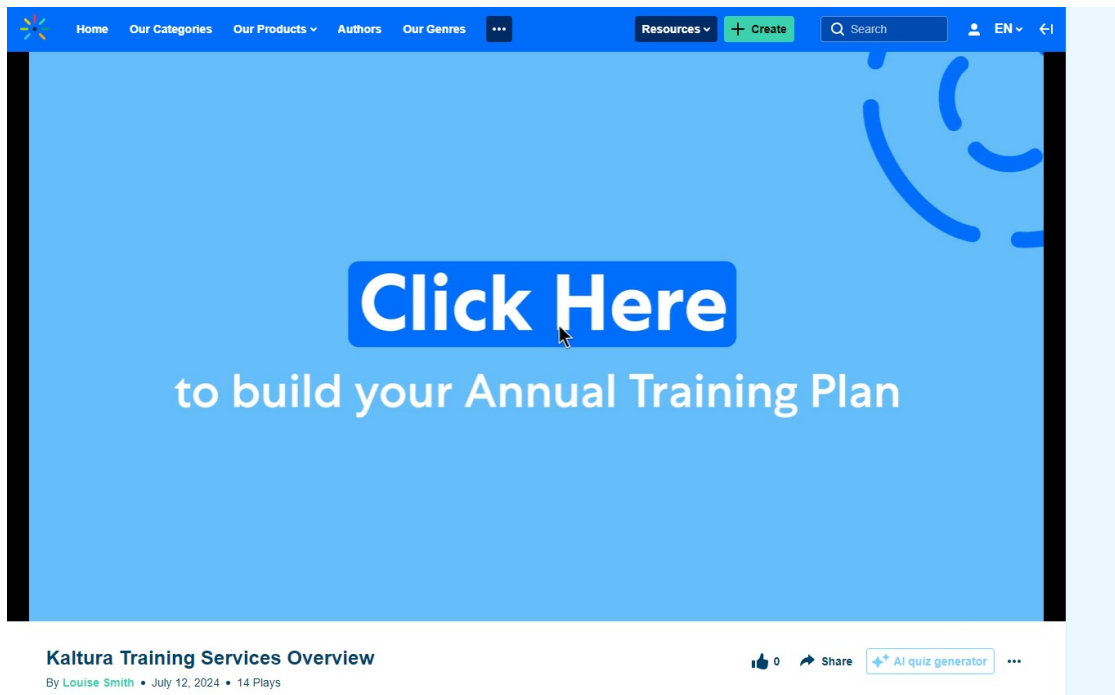 Home Our Categories Our Products Authors Our Genres ••• Resources + Create Search EN
Click Here
to build your Annual Training Plan
Kaltura Training Services Overview
0 Share AI quiz generator •••
By Louise Smith • July 12, 2024 • 14 Plays